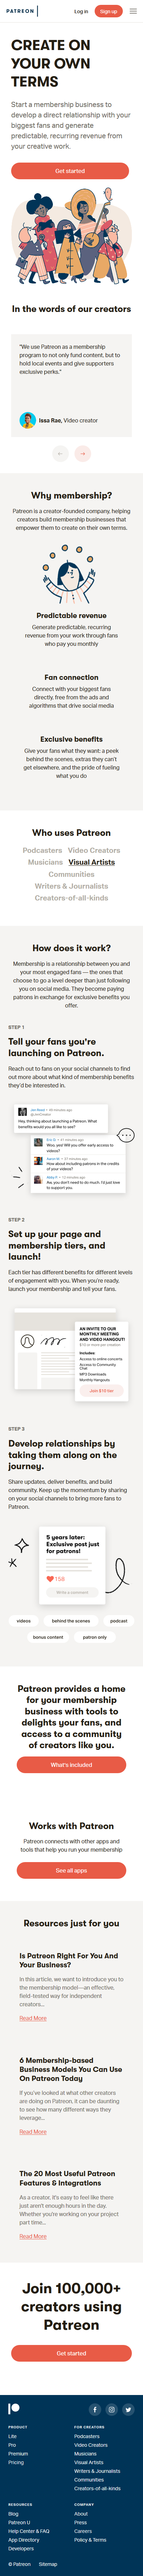 PATREON
Log in
Sign up
CREATE ON
YOUR OWN
TERMS
Start a membership business to
develop a direct relationship with your
biggest fans and generate
predictable, recurring revenue from
your creative work.
Get started
In the words of our creators
"We use Patreon as a membership
program to not only fund content, but to
host local events and give supporters
exclusive perks."
Issa Rae, Video creator
Why membership?
Patreon is a creator-founded company, helping
creators build membership businesses that
empower them to create on their own terms.
Predictable revenue
Generate predictable, recurring
revenue from your work through fans
who pay you monthly
Fan connection
Connect with your biggest fans
directly, free from the ads and
algorithms that drive social media
Exclusive benefits
Give your fans what they want: a peek
behind the scenes, extras they can't
get elsewhere, and the pride of fueling
what you do
Who uses Patreon
Podcasters Video Creators
Musicians Visual Artists
Communities
Writers & Journalists
Creators-of-all-kinds
How does it work?
Membership is a relationship between you and
your most engaged fans — the ones that
choose to go a level deeper than just following
you on social media. They become paying
patrons in exchange for exclusive benefits you
offer.
STEP 1
Tell your fans you're
launching on Patreon.
Reach out to fans on your social channels to find
out more about what kind of membership benefits
they'd be interested in.
Hey, thinking about launching a Patreon - What
benefits would you like to see?
STEP 2
Set up your page and
membership tiers, and
launch!
Each tier has different benefits for different levels
of engagement with you. When you're ready,
launch your membership and tell your fans.
AN INVITE TO OUR
MONTHLY MEETING
AND VIDEO HANGOUT!
$10 or more per creation
Includes:
Access to online concerts
Access to Community
Chat
MP3 Downloads
Monthly Hangouts
Join $10 tier
STEP 3
Develop relationships by
taking them along on the
journey.
Share updates, deliver benefits, and build
community. Keep up the momentum by sharing
on your social channels to bring more fans to
Patreon.
5 years later:
Exclusive post just
for patrons!
158
Write a comment
videos
behind the scenes
podcast
bonus content
patron only
Patreon provides a home
for your membership
business with tools to
delight your fans, and
access to a community
of creators like you.
What's included
Works with Patreon
Patreon connects with other apps and
tools that help you run your membership
See all apps
Resources just for you
Is Patreon Right For You And
Your Business?
In this article, we want to introduce you to
the membership model—an effective,
field-tested way for independent
creators...
Read More
6 Membership-based
Business Models You Can Use
On Patreon Today
If you've looked at what creators
are doing on Patreon, it can be daunting
to see how many different ways they
leverage...
Read More
The 20 Most Useful Patreon
Features & Integrations
As a creator, it's easy to feel like there
just aren't enough hours in the day.
Whether you're working on your project
part time...
Read More
Join 100,000+
creators using
Patreon
Get started
PRODUCT
Lite
Pro
Premium
Pricing
FOR CREATORS
Podcasters
Video Creators
Musicians
Visual Artists
Writers & Journalists
Communities
Creators-of-all-kinds
RESOURCES
Blog
Patreon U
Help Center & FAQ
App Directory
Developers
COMPANY
About
Press
Careers
Policy & Terms
© Patreon
Sitemap